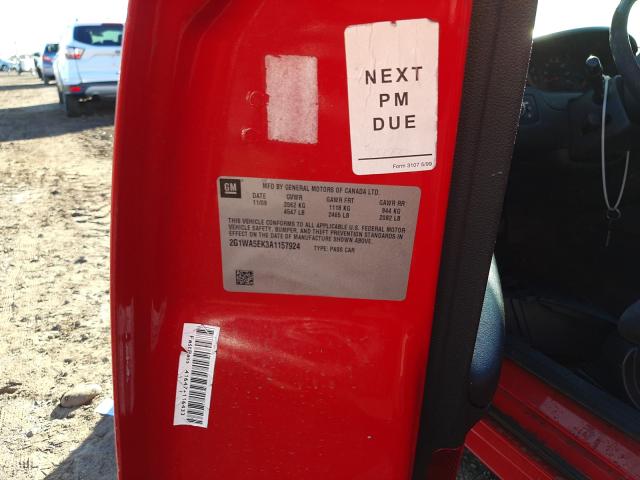 NEXT
PM
DUE
Form 3107 5/99
GM
MFD BY GENERAL MOTORS OF CANADA LTD.
DATE GVWR GAWR FRT GAWR RR
11/09 2062 KG 1118 KG 944 KG
4547 LB 2465 LB 2082 LB
THIS VEHICLE CONFORMS TO ALL APPLICABLE U.S. FEDERAL MOTOR
VEHICLE SAFETY, BUMPER, AND THEFT PREVENTION STANDARDS IN
EFFECT ON THE DATE OF MANUFACTURE SHOWN ABOVE.
2G1WA5EK3A1157924 TYPE: PASS CAR